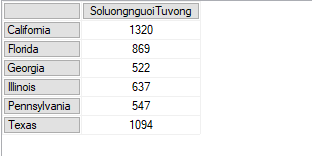 SoluongnguoiTuvong
California 1320
Florida 869
Georgia 522
Illinois 637
Pennsylvania 547
Texas 1094